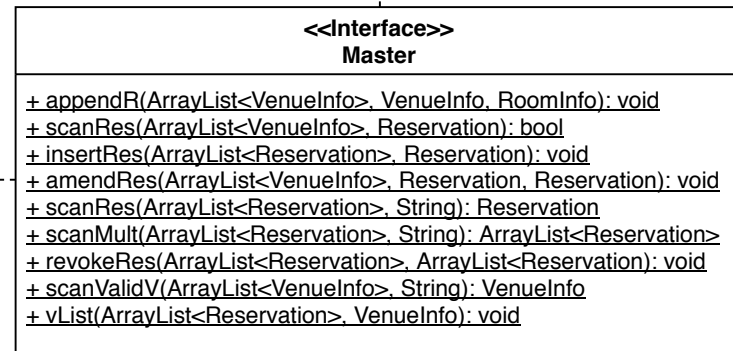 <<Interface>>
Master
+ appendR(ArrayList<VenueInfo>, VenueInfo, RoomInfo): void
+ scanRes(ArrayList<VenueInfo>, Reservation): bool
+ insertRes(ArrayList<Reservation>, Reservation): void
+ amendRes(ArrayList<VenueInfo>, Reservation, Reservation): void
+ scanRes(ArrayList<Reservation>, String): Reservation
+ scanMult(ArrayList<Reservation>, String): ArrayList<Reservation>
+ revokeRes(ArrayList<Reservation>, ArrayList<Reservation): void
+ scanValidV(ArrayList<VenueInfo>, String): VenueInfo
+ vList(ArrayList<Reservation>, VenueInfo): void